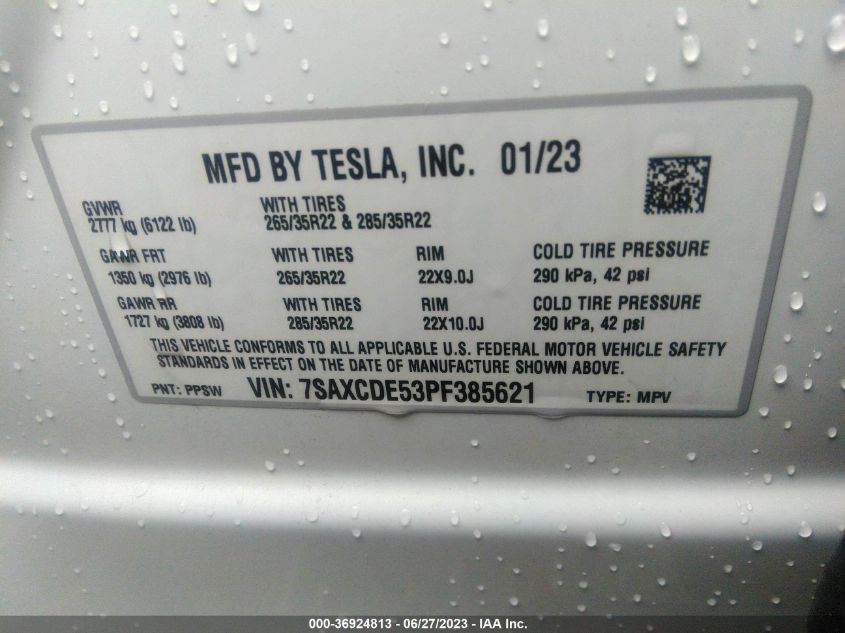 MFD BY TESLA, INC. 01/23
GVWR WITH TIRES
2777 kg (6122 lb) 265/35R22 & 285/35R22
GAWR FRT WITH TIRES RIM COLD TIRE PRESSURE
1350 kg (2976 lb) 265/35R22 22X9.0J 290 kPa, 42 psi
GAWR RR WITH TIRES RIM COLD TIRE PRESSURE
1727 kg (3808 lb) 285/35R22 22X10.0J 290 kPa, 42 psi
THIS VEHICLE CONFORMS TO ALL APPLICABLE U.S. FEDERAL MOTOR VEHICLE SAFETY
STANDARDS IN EFFECT ON THE DATE OF MANUFACTURE SHOWN ABOVE.
PNT: PPSW VIN: 7SAXCDE53PF385621 TYPE: MPV
000-36924813 - 06/27/2023 - IAA Inc.